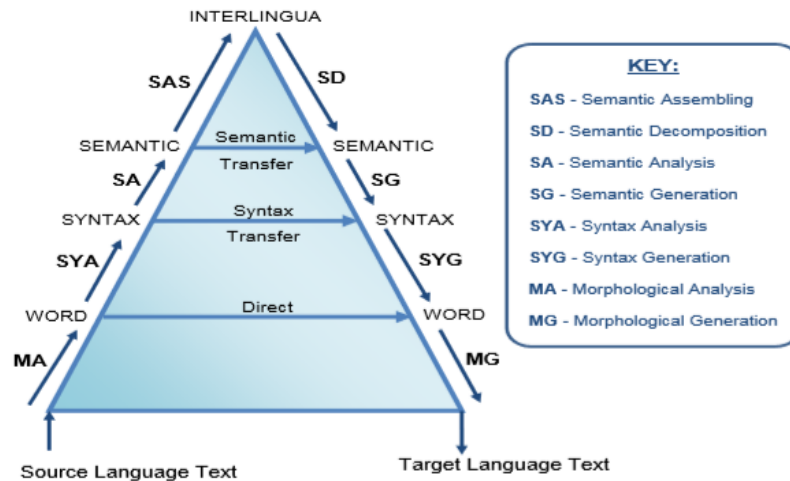 INTERLINGUA
SAS
SD
SEMANTIC
Semantic
Transfer
SEMANTIC
SA
SG
SYNTAX
Syntax
Transfer
SYNTAX
SYA
SYG
WORD
Direct
WORD
MA
MG
Source Language Text
Target Language Text
KEY:
SAS - Semantic Assembling
SD - Semantic Decomposition
SA - Semantic Analysis
SG - Semantic Generation
SYA - Syntax Analysis
SYG - Syntax Generation
MA - Morphological Analysis
MG - Morphological Generation